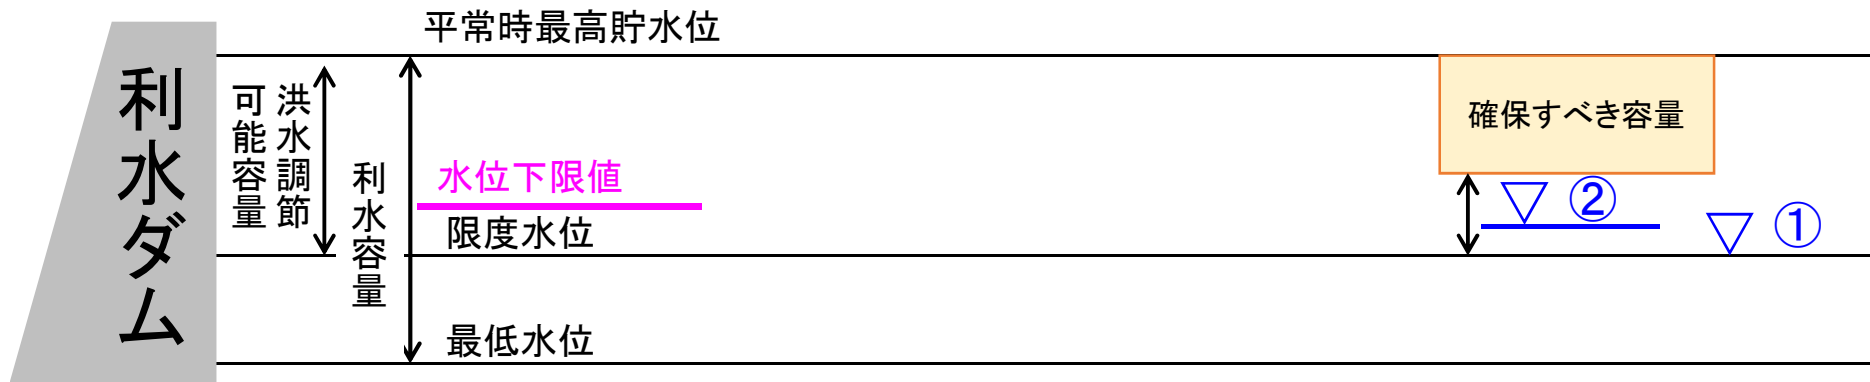 平常時最高貯水位
利水ダム
洪水調節
可能容量
利水容量
水位下限値
限度水位
最低水位
確保すべき容量
▽ ②
▽ ①